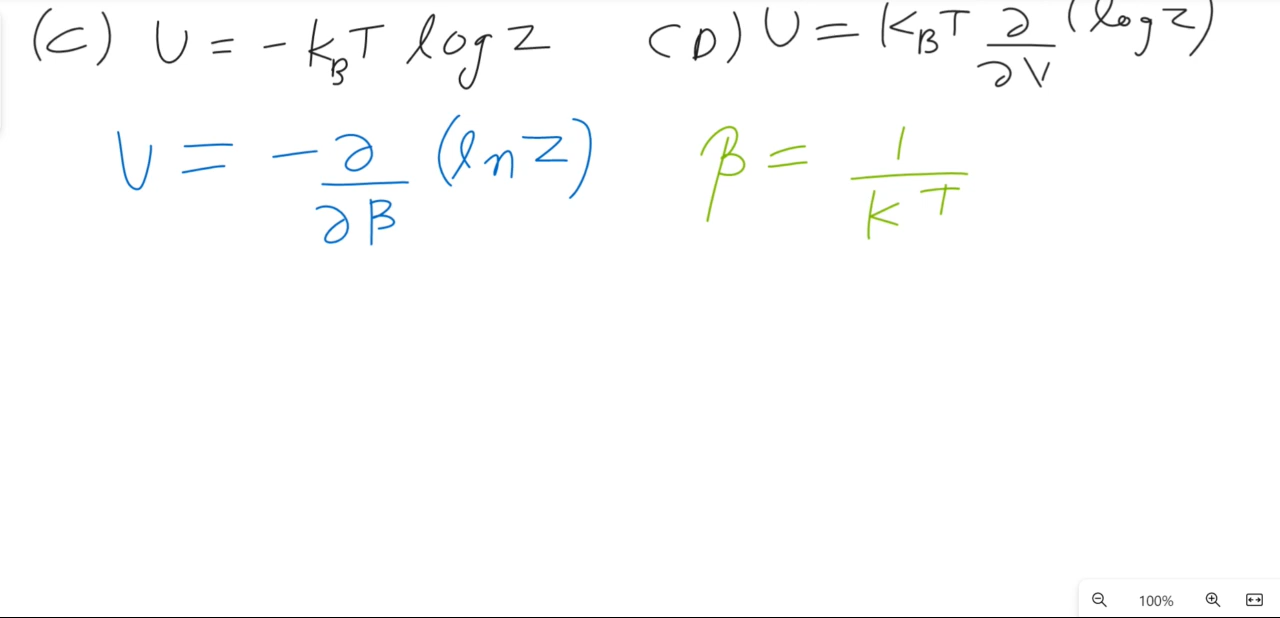 (C) U = - k_B T log Z (D) U = k_B T ∂/∂V (log Z)
U = - ∂/∂β (ln Z) β = 1/KT
100%